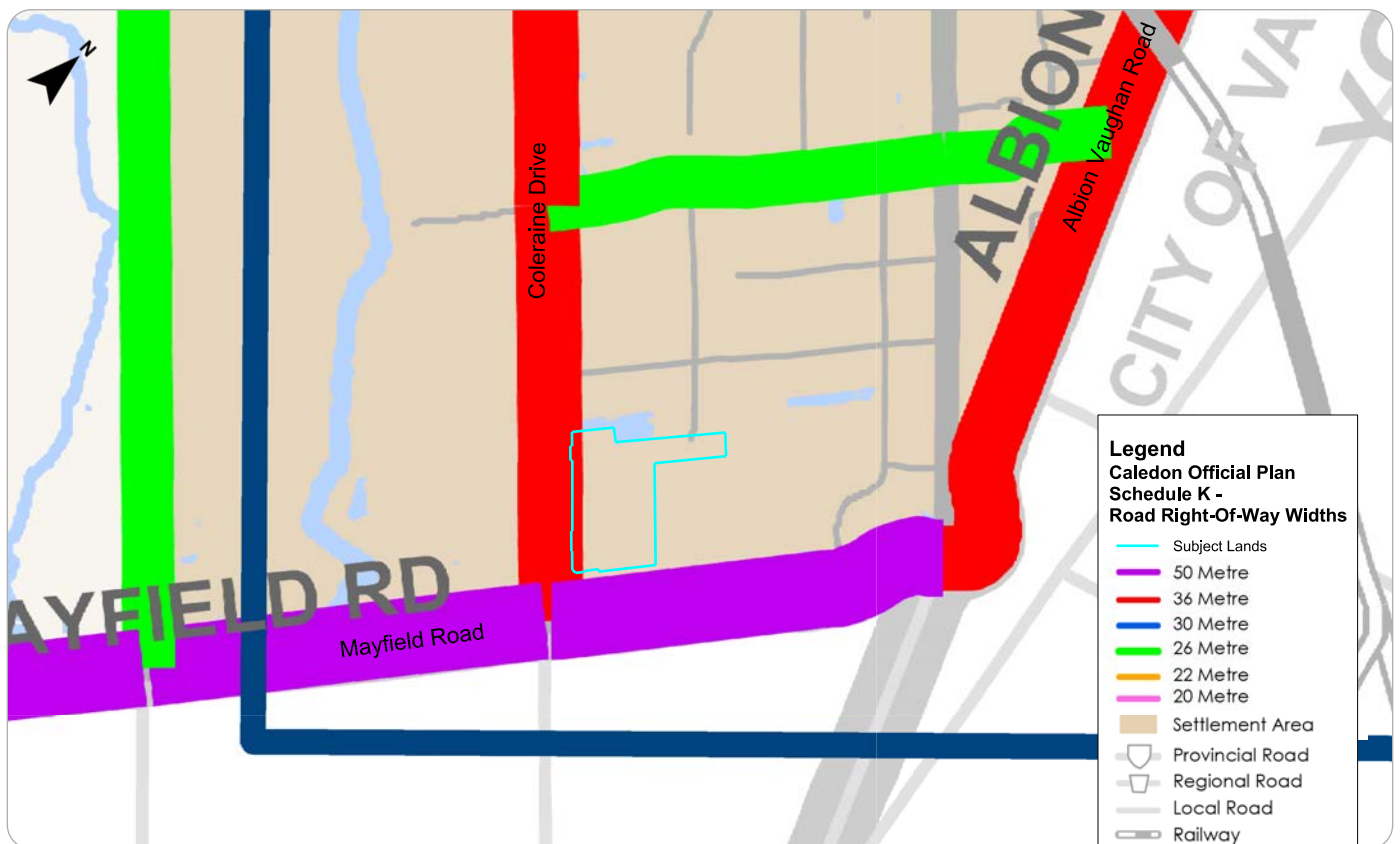 N
ALBION
Albion Vaughan Road
CITY OF VA
YO
Coleraine Drive
AYFIELD RD
Mayfield Road
Legend
Caledon Official Plan
Schedule K -
Road Right-Of-Way Widths
Subject Lands
50 Metre
36 Metre
30 Metre
26 Metre
22 Metre
20 Metre
Settlement Area
Provincial Road
Regional Road
Local Road
Railway